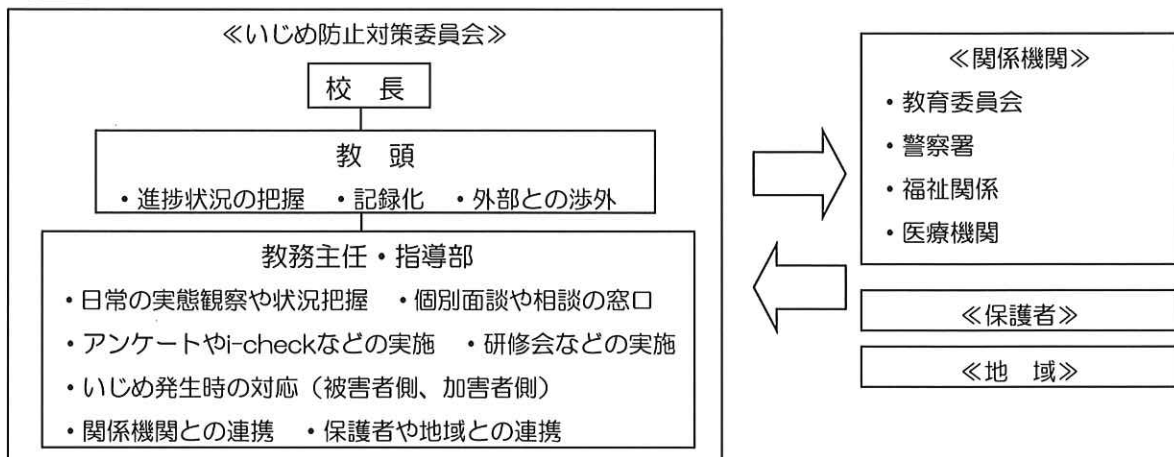 ≪いじめ防止対策委員会≫
校 長
教 頭
・進捗状況の把握 ・記録化 ・外部との渉外
教務主任・指導部
・日常の実態観察や状況把握 ・個別面談や相談の窓口
・アンケートやi-checkなどの実施 ・研修会などの実施
・いじめ発生時の対応（被害者側、加害者側）
・関係機関との連携 ・保護者や地域との連携
≪関係機関≫
・教育委員会
・警察署
・福祉関係
・医療機関
≪保護者≫
≪地 域≫